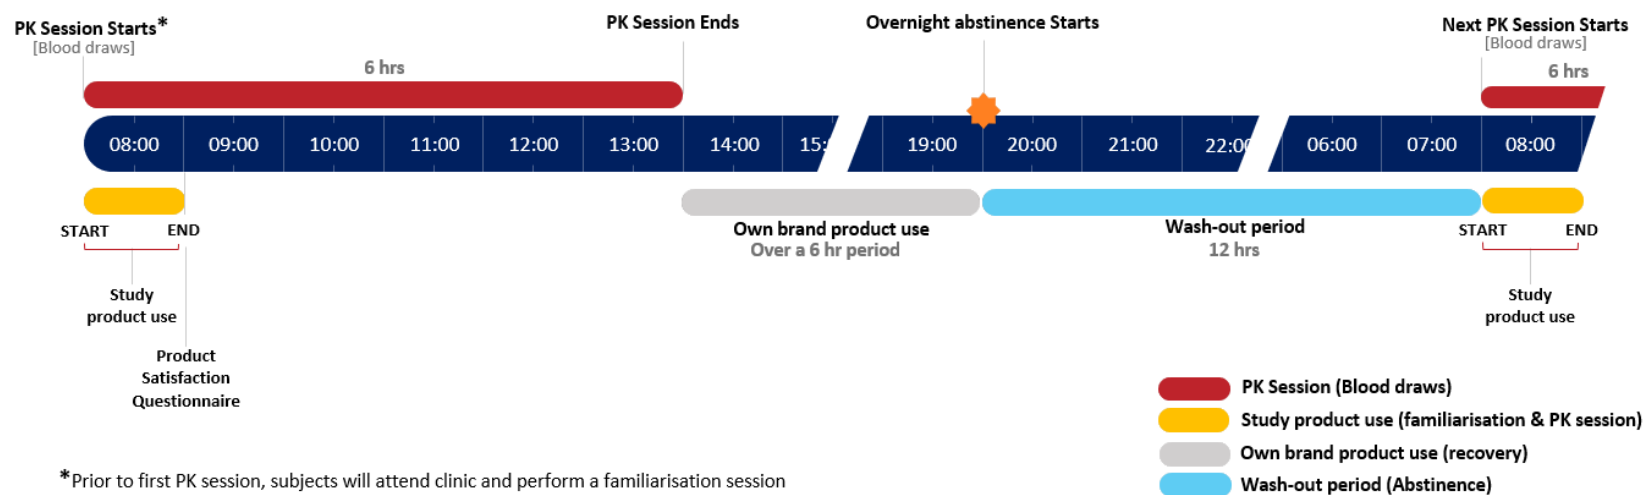 PK Session Starts*
[Blood draws]
PK Session Ends
Overnight abstinence Starts
Next PK Session Starts
[Blood draws]
6 hrs
6 hrs
08:00
09:00
10:00
11:00
12:00
13:00
14:00
15:
19:00
20:00
21:00
22:00
06:00
07:00
08:00
START
END
Own brand product use
Over a 6 hr period
Wash-out period
12 hrs
START
END
Study
product use
Study
product use
Product
Satisfaction
Questionnaire
PK Session (Blood draws)
Study product use (familiarisation & PK session)
Own brand product use (recovery)
Wash-out period (Abstinence)
*Prior to first PK session, subjects will attend clinic and perform a familiarisation session